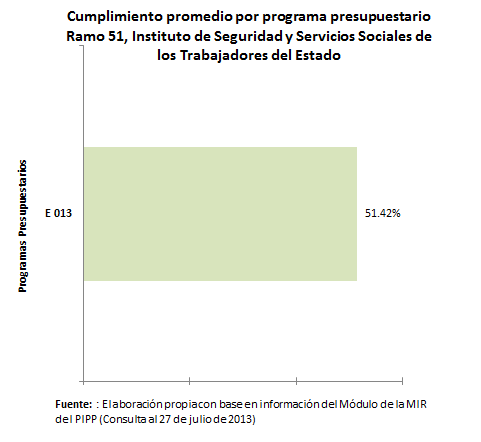 Cumplimiento promedio por programa presupuestario
Ramo 51, Instituto de Seguridad y Servicios Sociales de
los Trabajadores del Estado
Programas Presupuestarios
E 013
51.42%
Fuente: : Elaboración propia con base en información del Módulo de la MIR
del PIPP (Consulta al 27 de julio de 2013)